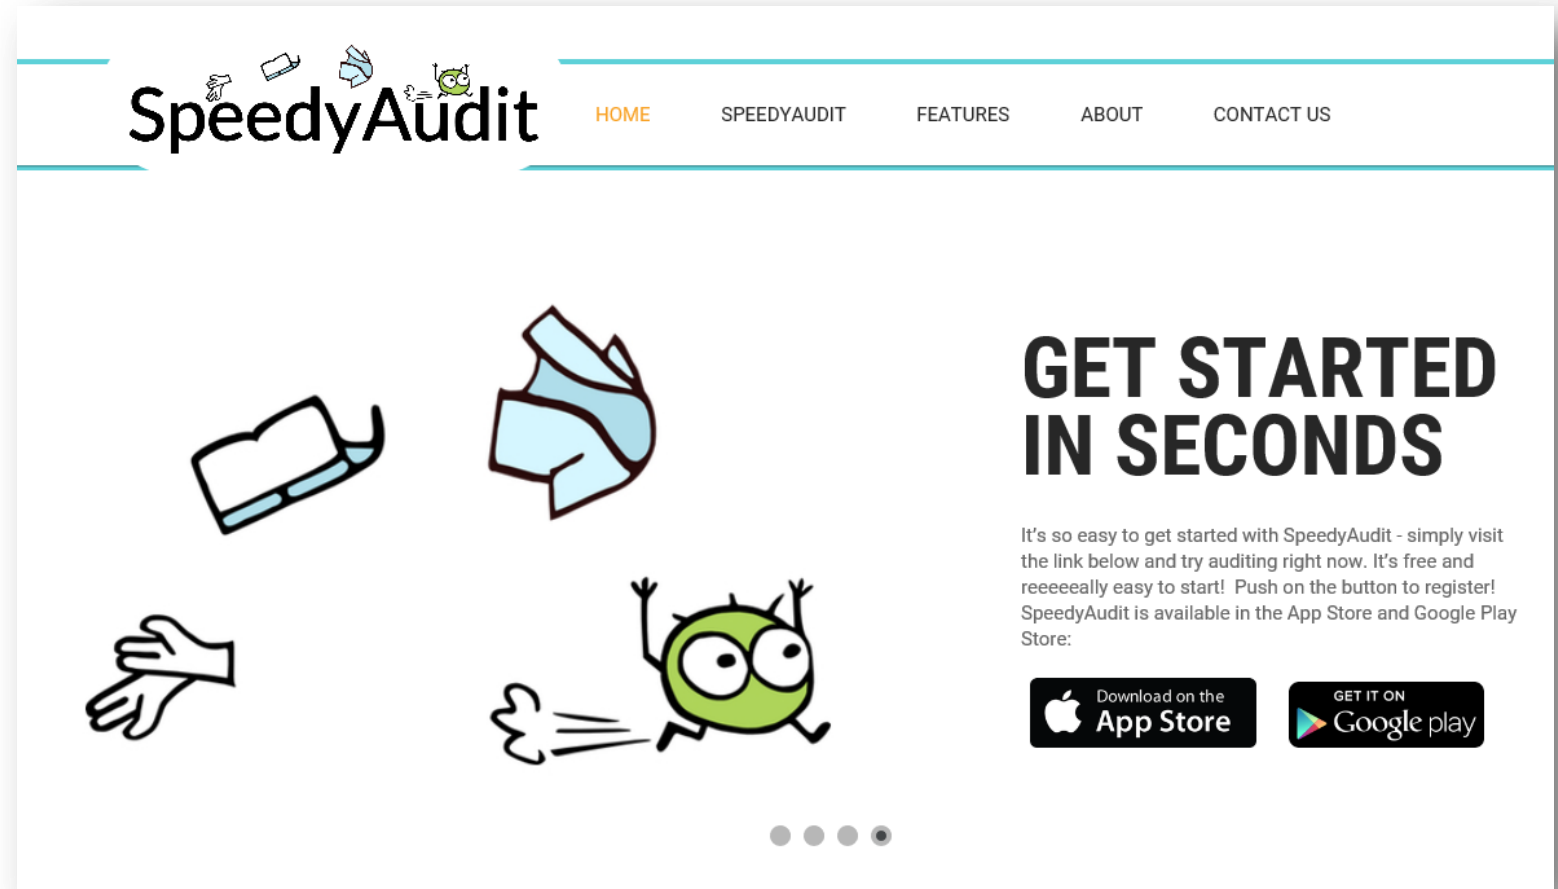 SpeedyAudit
HOME
SPEEDYAUDIT
FEATURES
ABOUT
CONTACT US
GET STARTED
IN SECONDS
It's so easy to get started with SpeedyAudit - simply visit
the link below and try auditing right now. It's free and
reeeeeally easy to start!  Push on the button to register!
SpeedyAudit is available in the App Store and Google Play
Store:
Download on the
App Store
GET IT ON
Google play